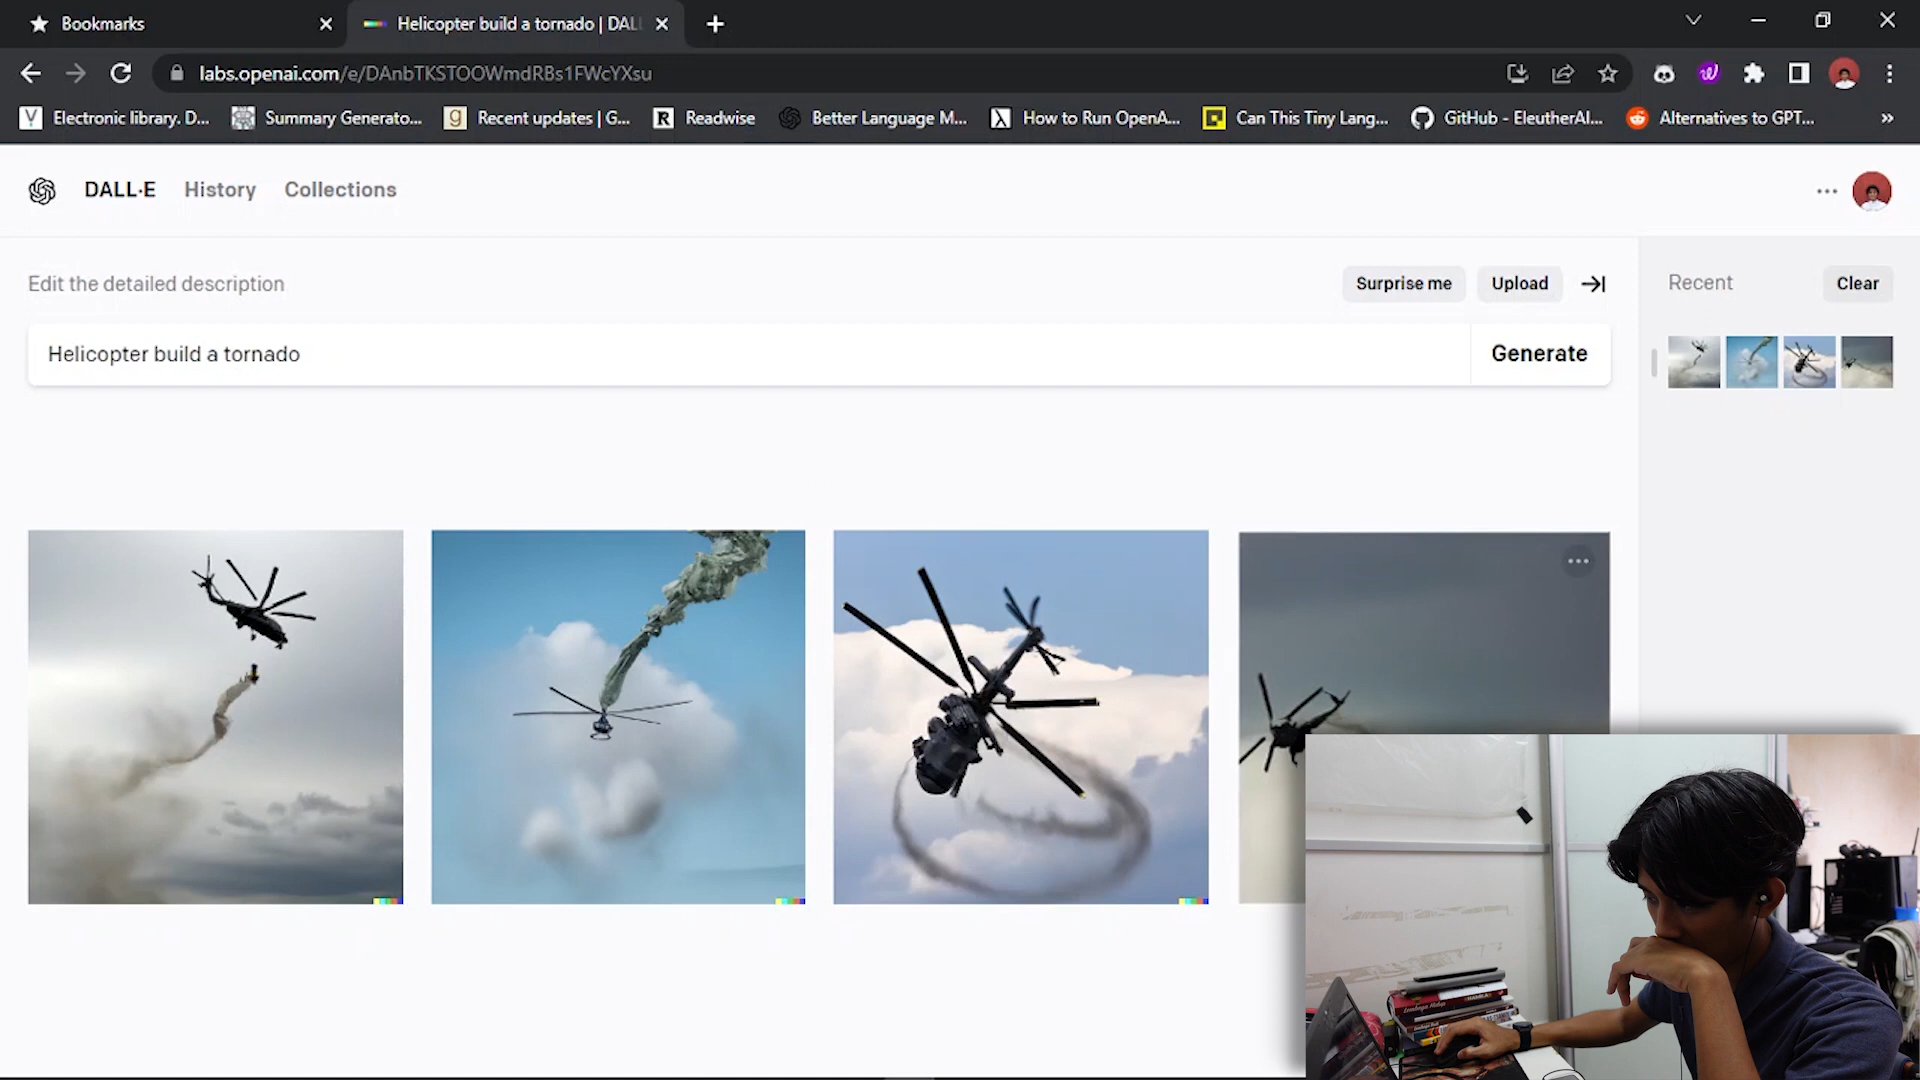 Bookmarks
Helicopter build a tornado | DAL
labs.openai.com/e/DAnbTKSTOOWmdRBs1FWcYXsu
Electronic library. D...
Summary Generato...
Recent updates | G...
Readwise
Better Language M...
How to Run OpenA...
Can This Tiny Lang...
GitHub - EleutherAI...
Alternatives to GPT...
»
DALL·E
History
Collections
Edit the detailed description
Surprise me
Upload
Recent
Clear
Helicopter build a tornado
Generate